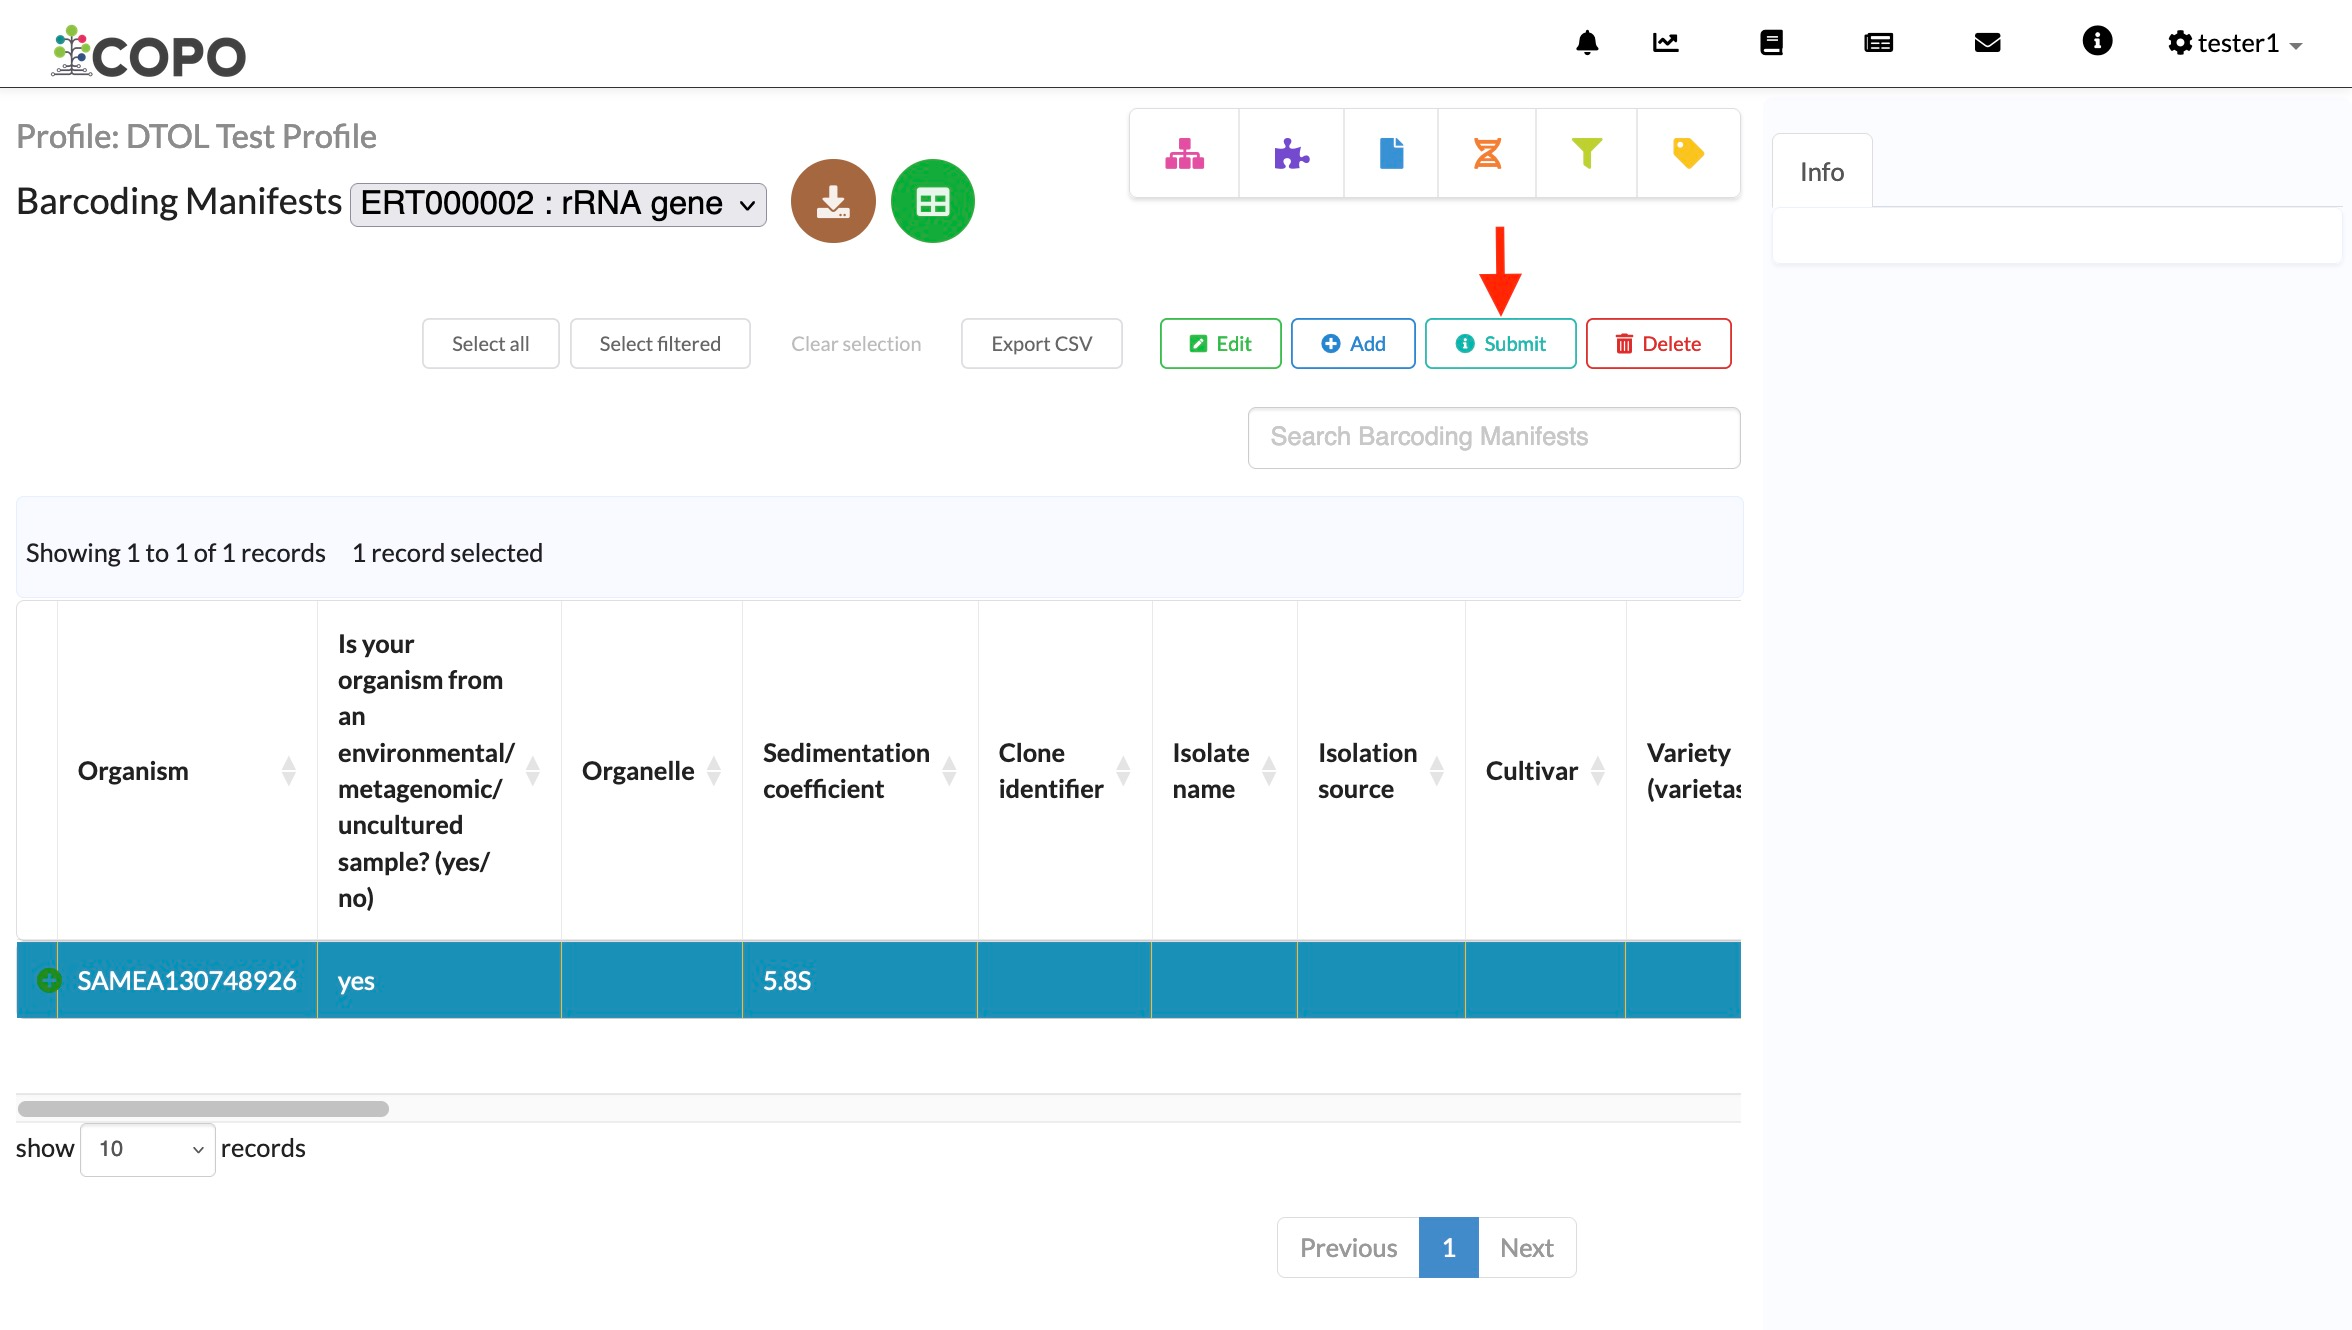 COPO
tester1
Profile: DTOL Test Profile
Barcoding Manifests ERT000002 : rRNA gene
Info
Select all Select filtered Clear selection Export CSV Edit Add Submit Delete
Search Barcoding Manifests
Showing 1 to 1 of 1 records 1 record selected
Organism
Is your
organism from
an
environmental/
metagenomic/
uncultured
sample? (yes/
no)
Organelle
Sedimentation
coefficient
Clone
identifier
Isolate
name
Isolation
source
Cultivar
Variety
(varietas
SAMEA130748926 yes 5.8S
show 10 records
Previous 1 Next